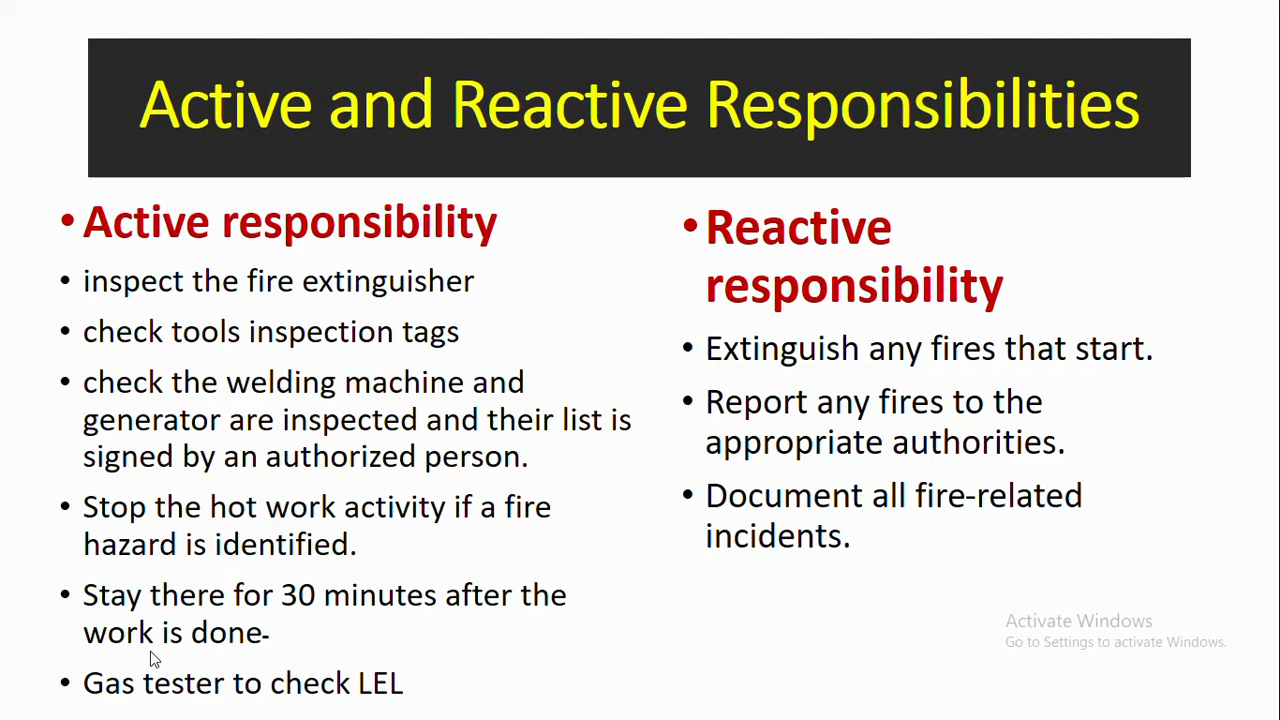 Active and Reactive Responsibilities
• Active responsibility
• inspect the fire extinguisher
• check tools inspection tags
• check the welding machine and
generator are inspected and their list is
signed by an authorized person.
• Stop the hot work activity if a fire
hazard is identified.
• Stay there for 30 minutes after the
work is done-
• Gas tester to check LEL
• Reactive
responsibility
• Extinguish any fires that start.
• Report any fires to the
appropriate authorities.
• Document all fire-related
incidents.
Activate Windows
Go to Settings to activate Windows.